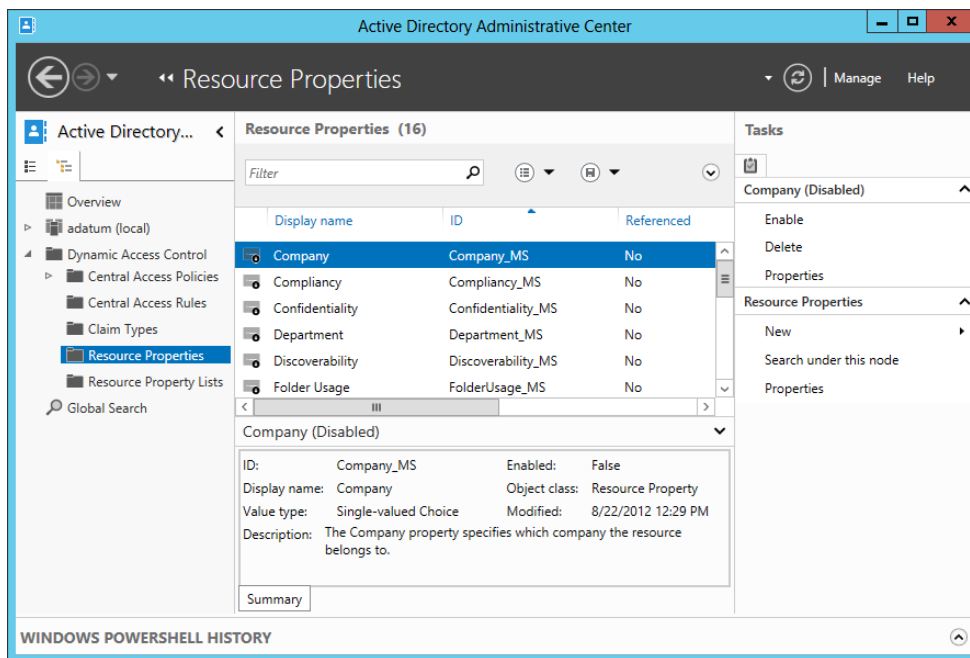 Active Directory Administrative Center
Resource Properties
Manage Help
Active Directory...
Overview
adatum (local)
Dynamic Access Control
Central Access Policies
Central Access Rules
Claim Types
Resource Properties
Resource Property Lists
Global Search
Resource Properties (16)
Filter
Display name ID Referenced
Company Company_MS No
Compliancy Compliancy_MS No
Confidentiality Confidentiality_MS No
Department Department_MS No
Discoverability Discoverability_MS No
Folder Usage FolderUsage_MS No
Company (Disabled)
ID: Company_MS Enabled: False
Display name: Company Object class: Resource Property
Value type: Single-valued Choice Modified: 8/22/2012 12:29 PM
Description: The Company property specifies which company the resource
belongs to.
Summary
Tasks
Company (Disabled)
Enable
Delete
Properties
Resource Properties
New
Search under this node
Properties
WINDOWS POWERSHELL HISTORY